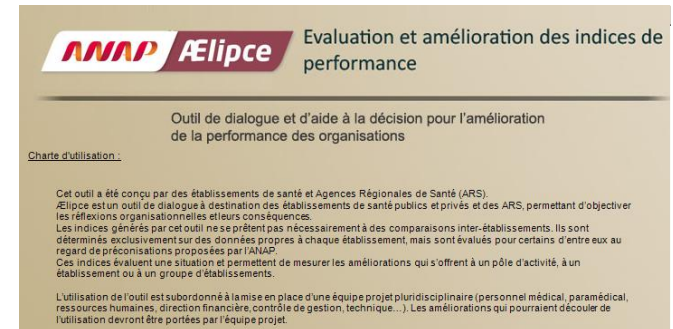 ANAP Ælipce
Evaluation et amélioration des indices de
performance
Outil de dialogue et d'aide à la décision pour l'amélioration
de la performance des organisations
Charte d'utilisation :
Cet outil a été conçu par des établissements de santé et Agences Régionales de Santé (ARS).
Ælipce est un outil de dialogue à destination des établissements de santé publics et privés et des ARS, permettant d'objectiver
les réflexions organisationnelles et leurs conséquences.
Les indices générés par cet outil ne se prêtent pas nécessairement à des comparaisons inter-établissements. Ils sont
déterminés exclusivement sur des données propres à chaque établissement, mais sont évalués pour certains d'entre eux au
regard de préconisations proposées par l'ANAP.
Ces indices évaluent une situation et permettent de mesurer les améliorations qui s'offrent à un pôle d'activité, à un
établissement ou à un groupe d'établissements.
L'utilisation de l'outil est subordonné à la mise en place d'une équipe projet pluridisciplinaire (personnel médical, paramédical,
ressources humaines, direction financière, contrôle de gestion, technique…). Les améliorations qui pourraient découler de
l'utilisation devront être portées par l'équipe projet.